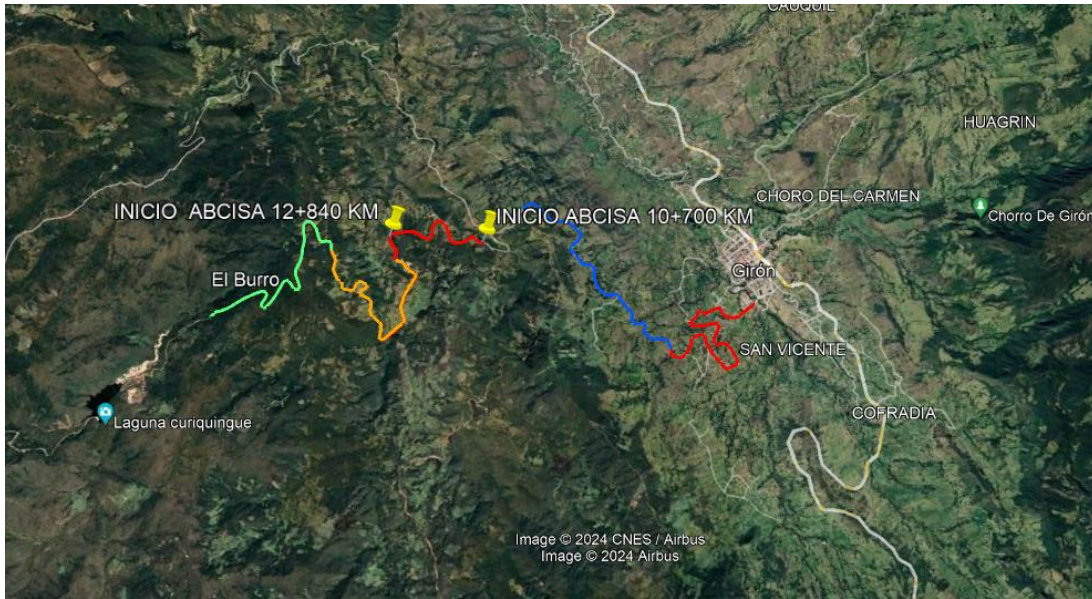 CAUQUIL
HUAGRIN
CHORO DEL CARMEN
INICIO  ABCISA 12+840 KM
INICIO ABCISA 10+700 KM
Chorro De Girón
Girón
El Burro
SAN VICENTE
COFRADIA
Laguna curiquingue
Image © 2024 CNES / Airbus
Image © 2024 Airbus